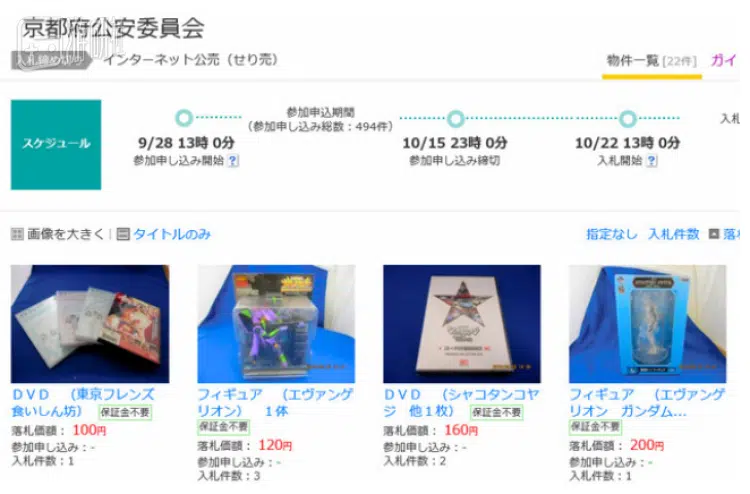 京都府公安委員会
入札締め切り
インターネット公売（せり売）
物件一覧 [22件]
ガイ
スケジュール
9/28 13時 0分
参加申し込み開始 ?
参加申込期間
（参加申し込み総数：494件）
10/15 23時 0分
参加申し込み締切
10/22 13時 0分
入札開始 ?
入札
画像を大きく | タイトルのみ
指定なし 入札件数 落札
ＤＶＤ （東京フレンズ
食いしん坊） 保証金不要
落札価額： 100円
参加申し込み：-
入札件数：1
フィギュア （エヴァンゲ
リオン） １体
保証金不要
落札価額： 120円
参加申し込み：-
入札件数：3
ＤＶＤ （シャコタンコヤ
ジ 他１枚） 保証金不要
落札価額： 160円
参加申し込み：-
入札件数：2
フィギュア （エヴァンゲ
リオン ガンダム...
保証金不要
落札価額： 200円
参加申し込み：-
入札件数：1